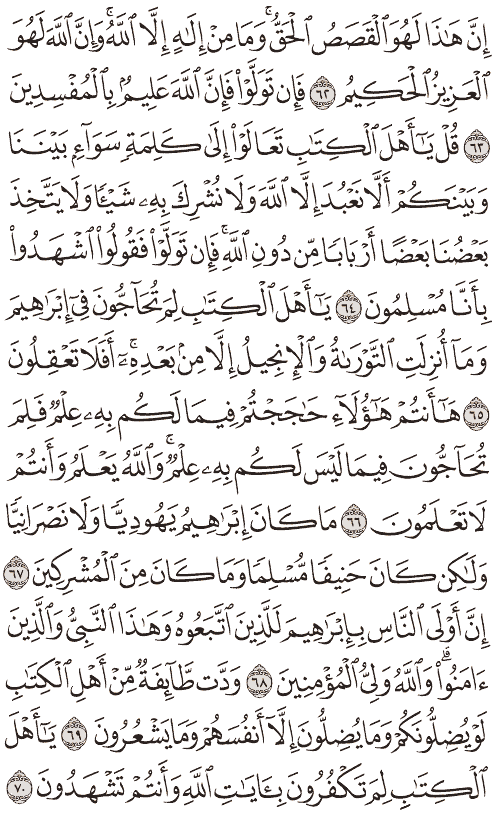 إِنَّ هَٰذَا لَهُوَ ٱلْقَصَصُ ٱلْحَقُّ ۚ وَمَا مِنْ إِلَٰهٍ إِلَّا ٱللَّهُ ۚ وَإِنَّ ٱللَّهَ لَهُوَ
ٱلْعَزِيزُ ٱلْحَكِيمُ ٦٢ فَإِن تَوَلَّوْا۟ فَإِنَّ ٱللَّهَ عَلِيمٌۢ بِٱلْمُفْسِدِينَ
٦٣ قُلْ يَٰٓأَهْلَ ٱلْكِتَٰبِ تَعَالَوْا۟ إِلَىٰ كَلِمَةٍ سَوَآءٍۭ بَيْنَنَا
وَبَيْنَكُمْ أَلَّا نَعْبُدَ إِلَّا ٱللَّهَ وَلَا نُشْرِكَ بِهِۦ شَيْـًٔا وَلَا يَتَّخِذَ
بَعْضُنَا بَعْضًا أَرْبَابًا مِّن دُونِ ٱللَّهِ ۚ فَإِن تَوَلَّوْا۟ فَقُولُوا۟ ٱشْهَدُوا۟
بِأَنَّا مُسْلِمُونَ ٦٤ يَٰٓأَهْلَ ٱلْكِتَٰبِ لِمَ تُحَآجُّونَ فِىٓ إِبْرَٰهِيمَ
وَمَآ أُنزِلَتِ ٱلتَّوْرَىٰةُ وَٱلْإِنجِيلُ إِلَّا مِنۢ بَعْدِهِۦٓ ۚ أَفَلَا تَعْقِلُونَ
٦٥ هَٰٓأَنتُمْ هَٰٓؤُلَآءِ حَٰجَجْتُمْ فِيمَا لَكُم بِهِۦ عِلْمٌ فَلِمَ
تُحَآجُّونَ فِيمَا لَيْسَ لَكُم بِهِۦ عِلْمٌ ۚ وَٱللَّهُ يَعْلَمُ وَأَنتُمْ
لَا تَعْلَمُونَ ٦٦ مَا كَانَ إِبْرَٰهِيمُ يَهُودِيًّا وَلَا نَصْرَانِيًّا
وَلَٰكِن كَانَ حَنِيفًا مُّسْلِمًا وَمَا كَانَ مِنَ ٱلْمُشْرِكِينَ ٦٧
إِنَّ أَوْلَى ٱلنَّاسِ بِإِبْرَٰهِيمَ لَلَّذِينَ ٱتَّبَعُوهُ وَهَٰذَا ٱلنَّبِىُّ وَٱلَّذِينَ
ءَامَنُوا۟ ۗ وَٱللَّهُ وَلِىُّ ٱلْمُؤْمِنِينَ ٦٨ وَدَّت طَّآئِفَةٌ مِّنْ أَهْلِ ٱلْكِتَٰبِ
لَوْ يُضِلُّونَكُمْ وَمَا يُضِلُّونَ إِلَّآ أَنفُسَهُمْ وَمَا يَشْعُرُونَ ٦٩ يَٰٓأَهْلَ
ٱلْكِتَٰبِ لِمَ تَكْفُرُونَ بِـَٔايَٰتِ ٱللَّهِ وَأَنتُمْ تَشْهَدُونَ ٧٠